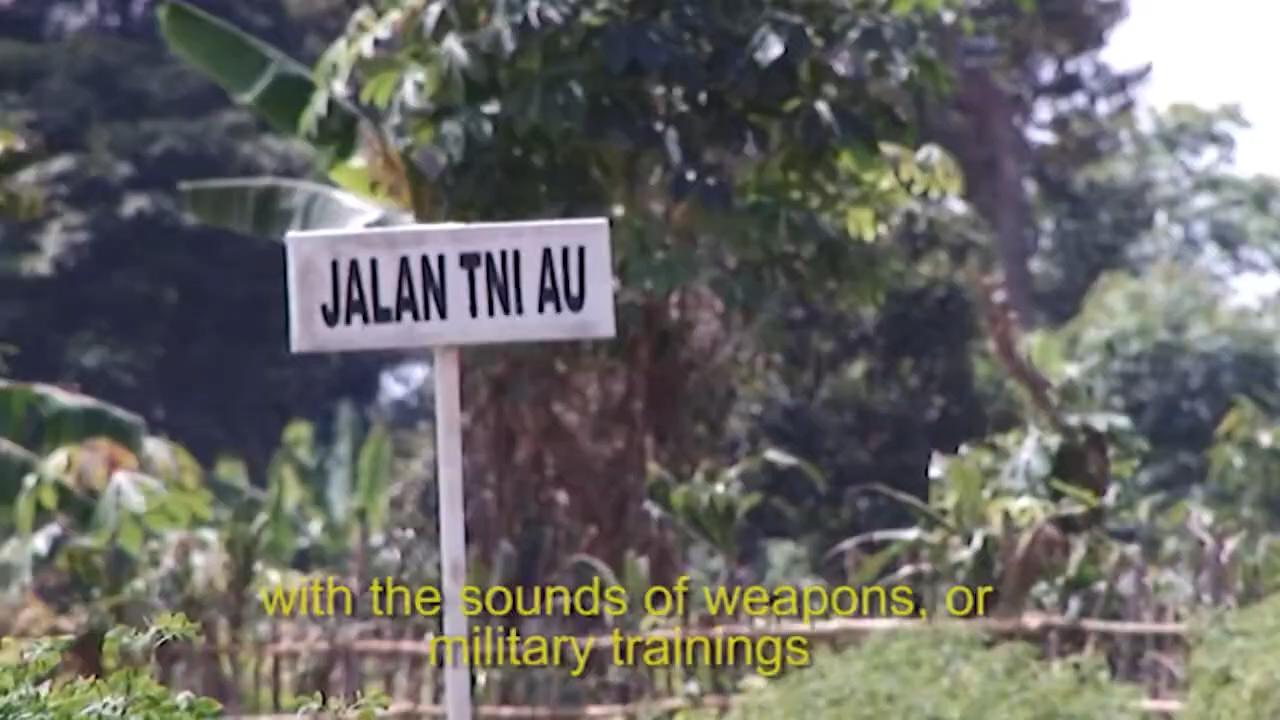 JALAN TNI AU
with the sounds of weapons, or
military trainings